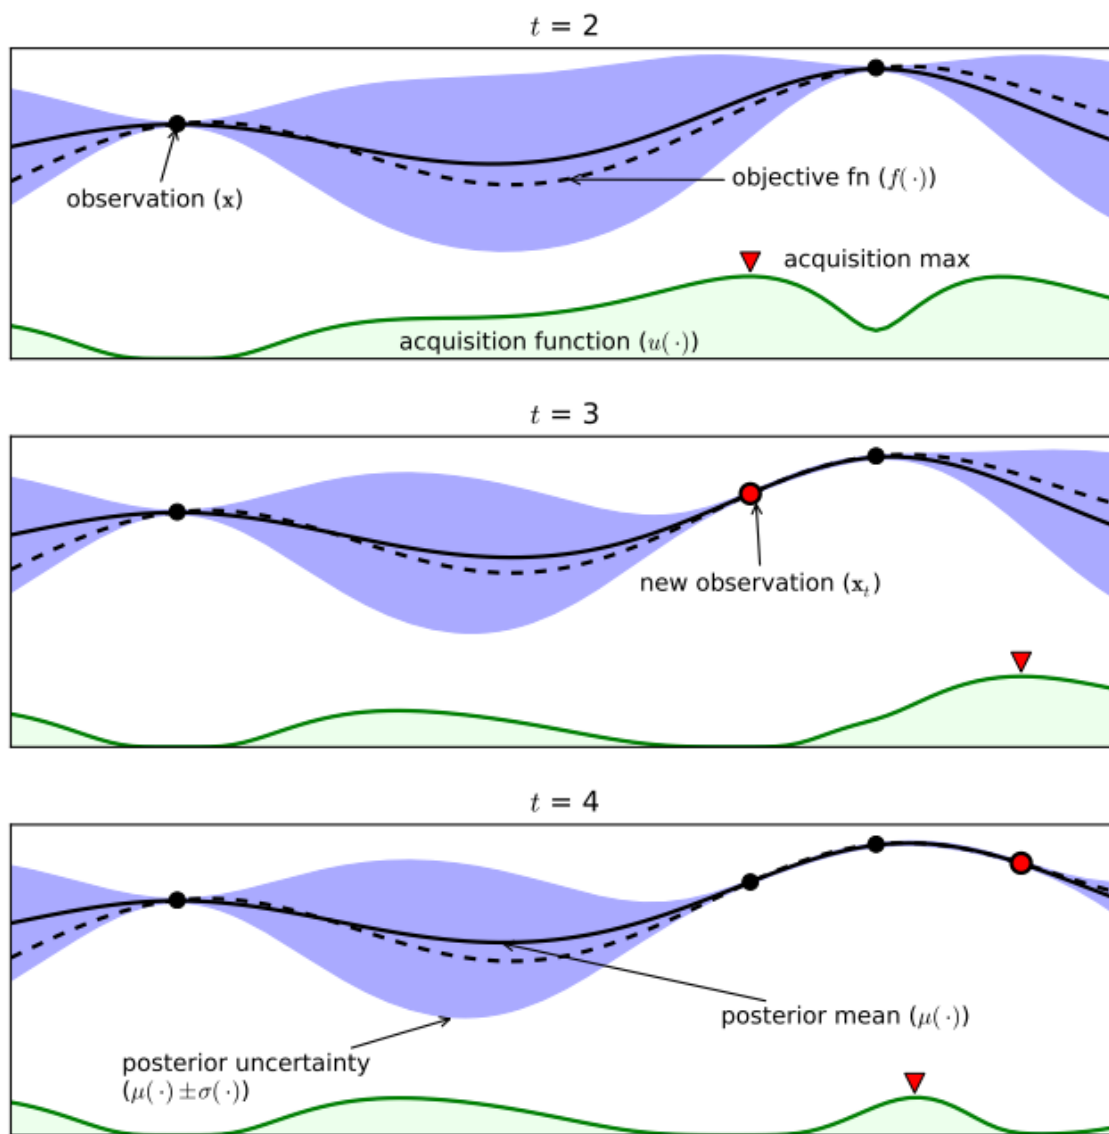 t = 2
observation (x)
objective fn (f(·))
acquisition max
acquisition function (u(·))
t = 3
new observation (xₜ)
t = 4
posterior mean (μ(·))
posterior uncertainty
(μ(·)±σ(·))